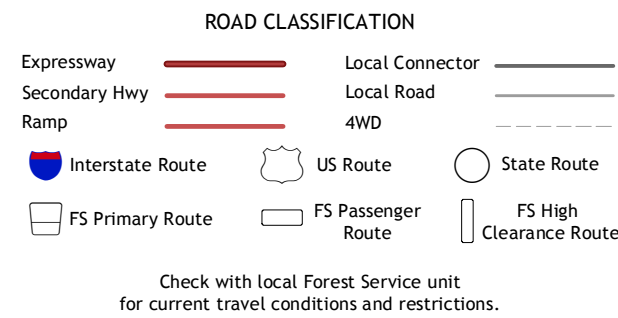 ROAD CLASSIFICATION
Expressway
Local Connector
Secondary Hwy
Local Road
Ramp
4WD
Interstate Route
US Route
State Route
FS Primary Route
FS Passenger
Route
FS High
Clearance Route
Check with local Forest Service unit
for current travel conditions and restrictions.